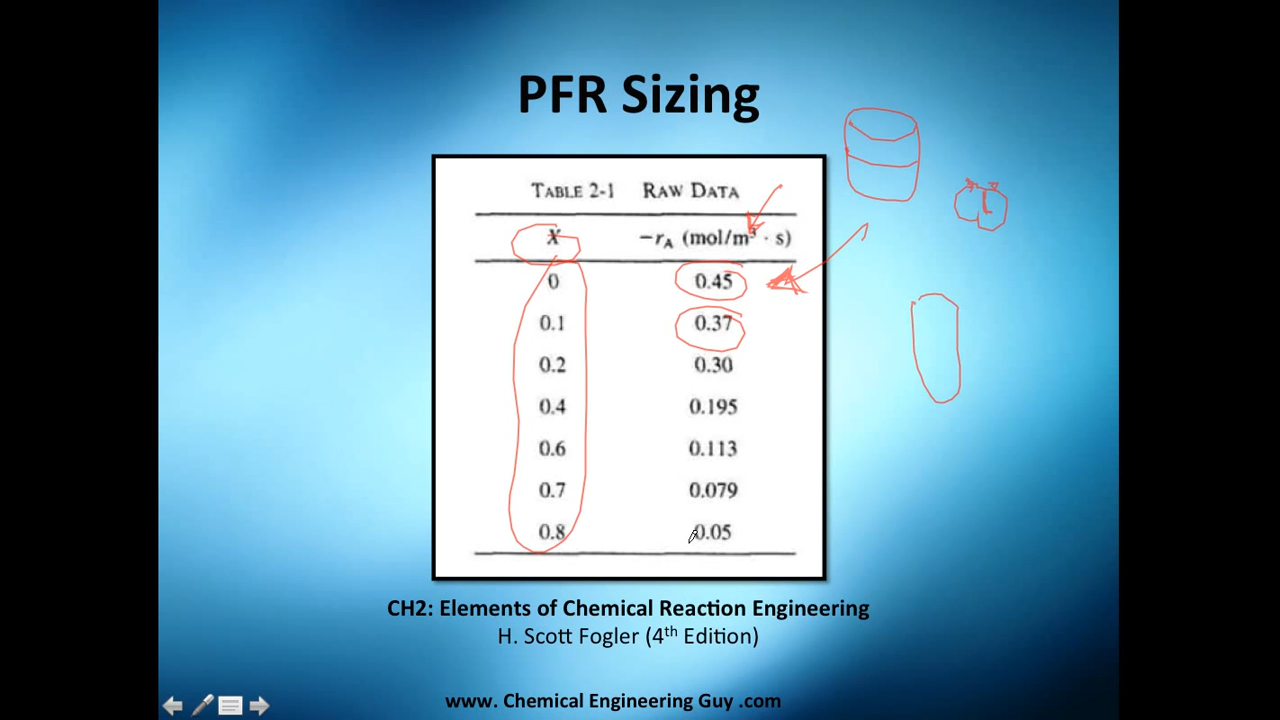 PFR Sizing
TABLE 2-1 RAW DATA
X −rA (mol/m³ · s)
0 0.45
0.1 0.37
0.2 0.30
0.4 0.195
0.6 0.113
0.7 0.079
0.8 0.05
CH2: Elements of Chemical Reaction Engineering
H. Scott Fogler (4th Edition)
www. Chemical Engineering Guy .com